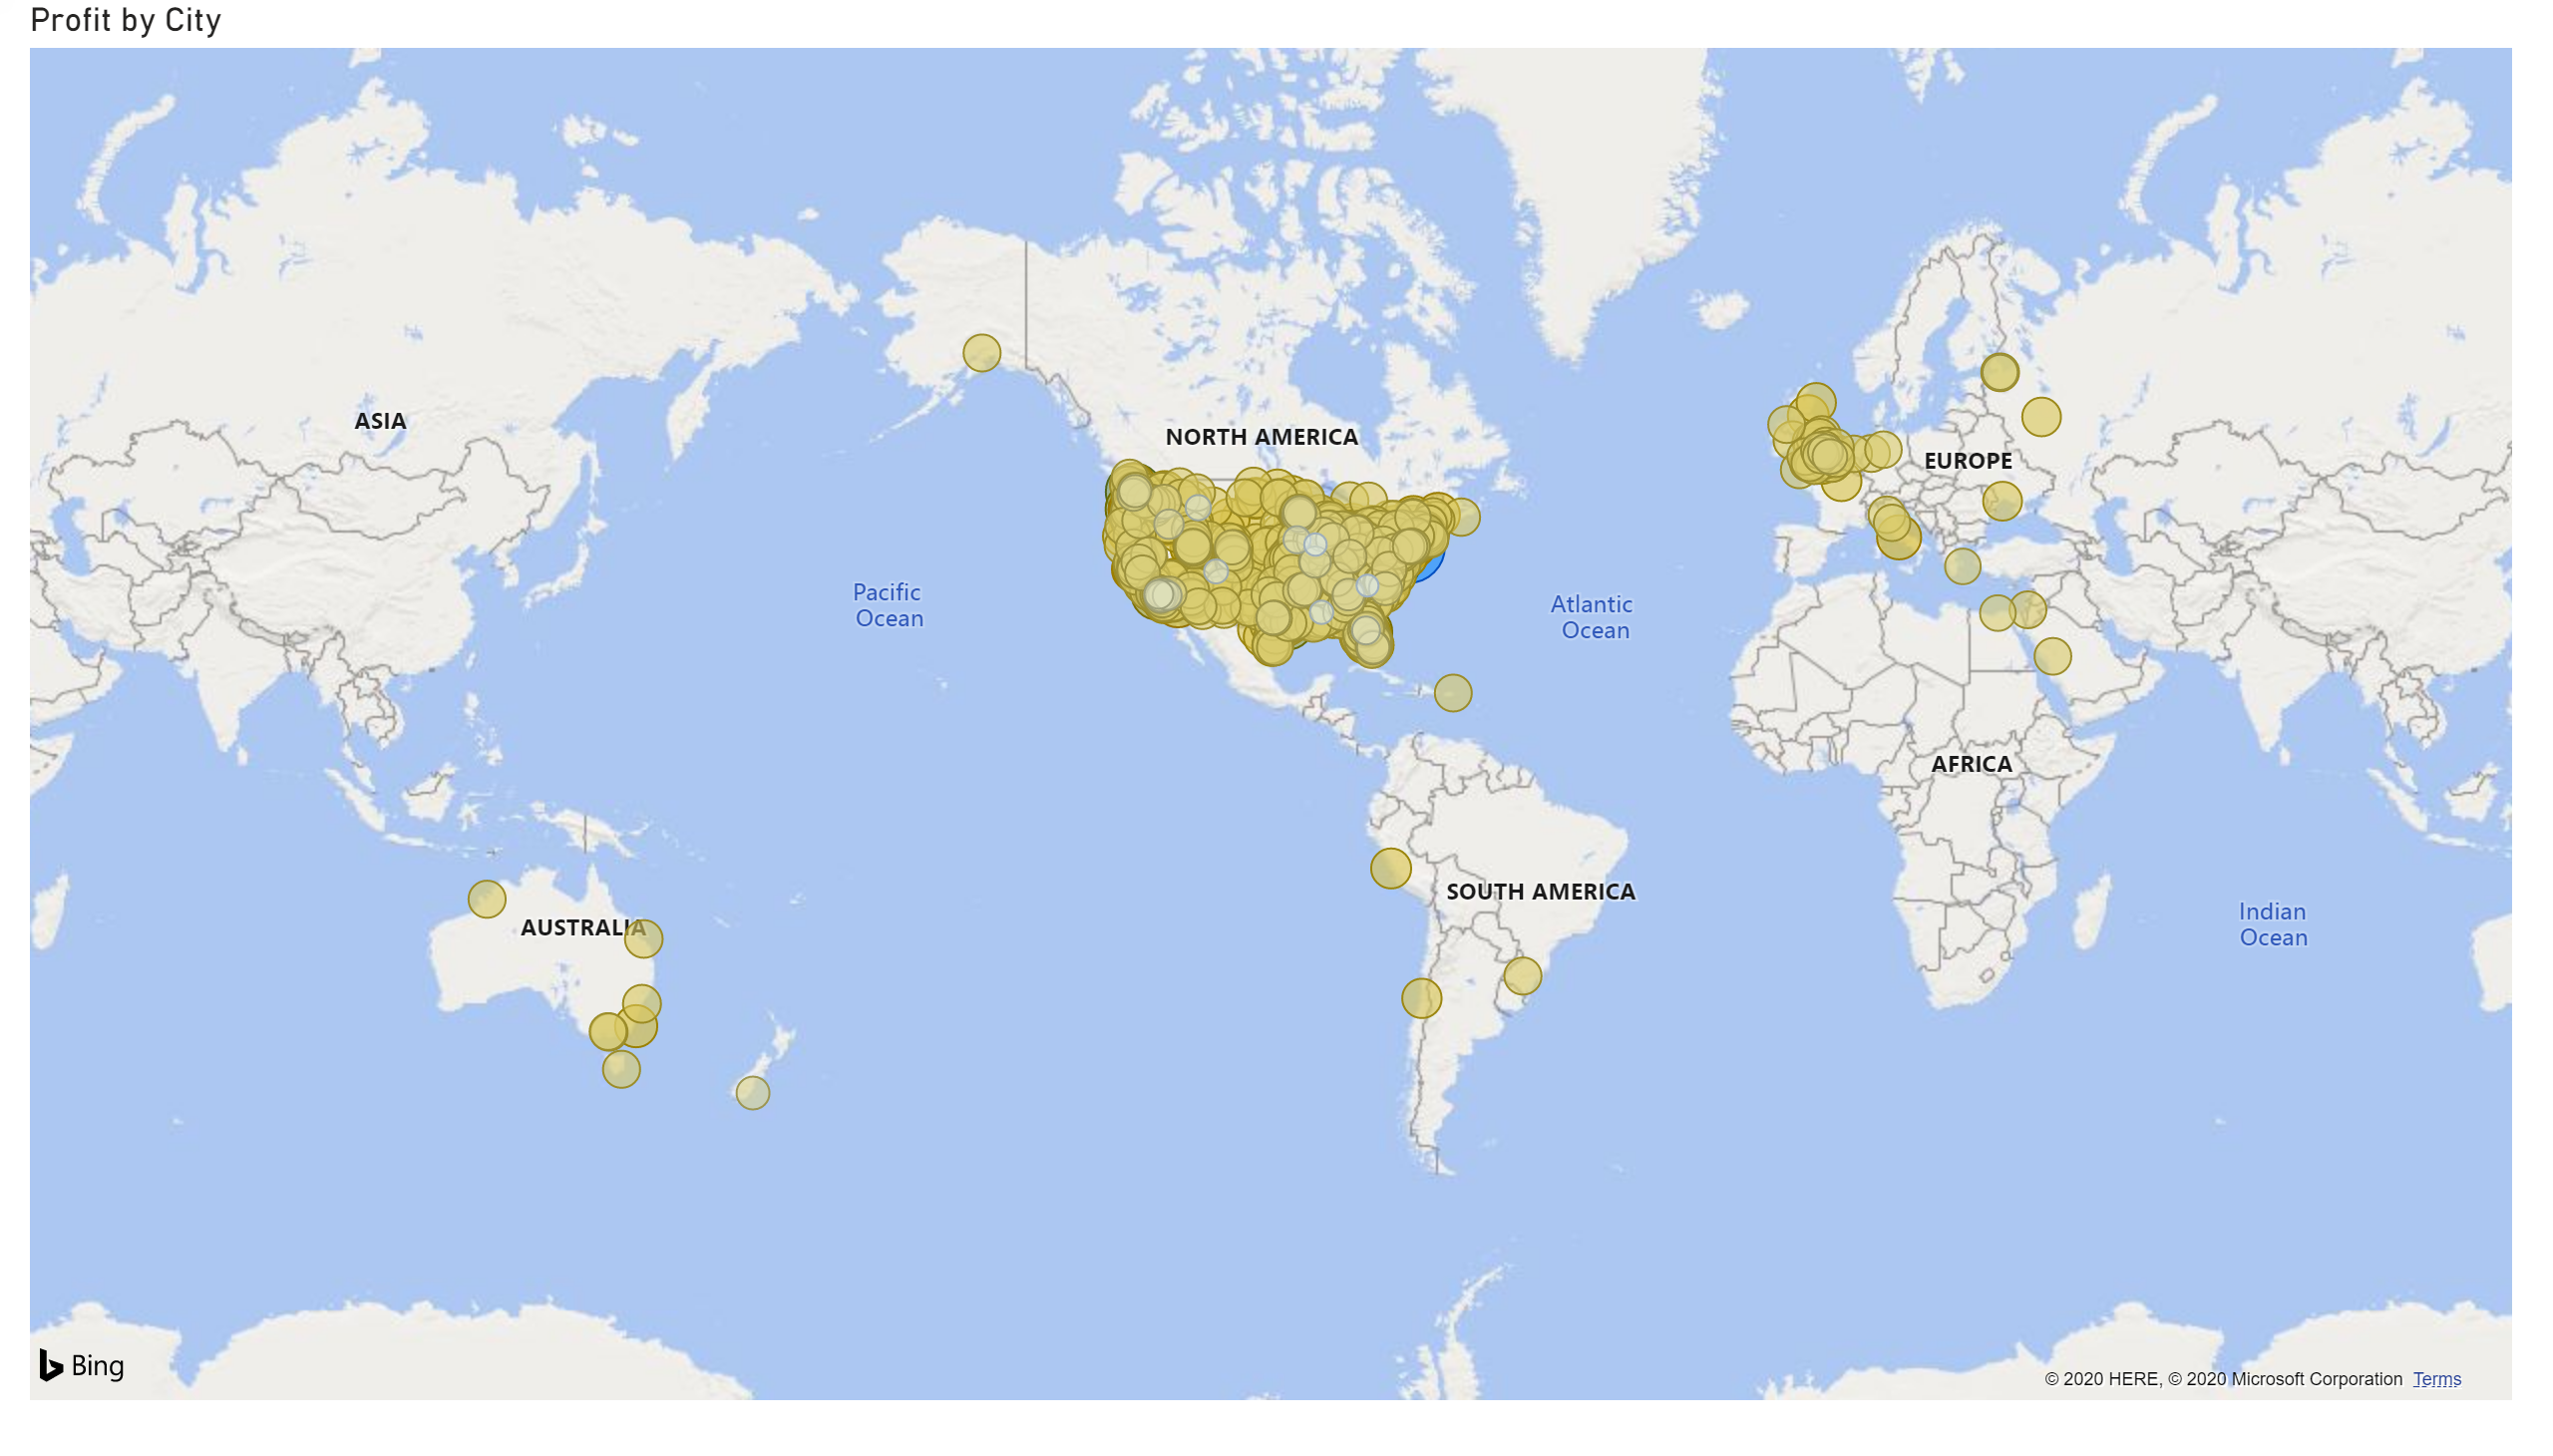 Profit by City
ASIA
NORTH AMERICA
EUROPE
Pacific
Ocean
Atlantic
Ocean
AFRICA
SOUTH AMERICA
AUSTRALIA
Indian
Ocean
Bing
© 2020 HERE, © 2020 Microsoft Corporation Terms